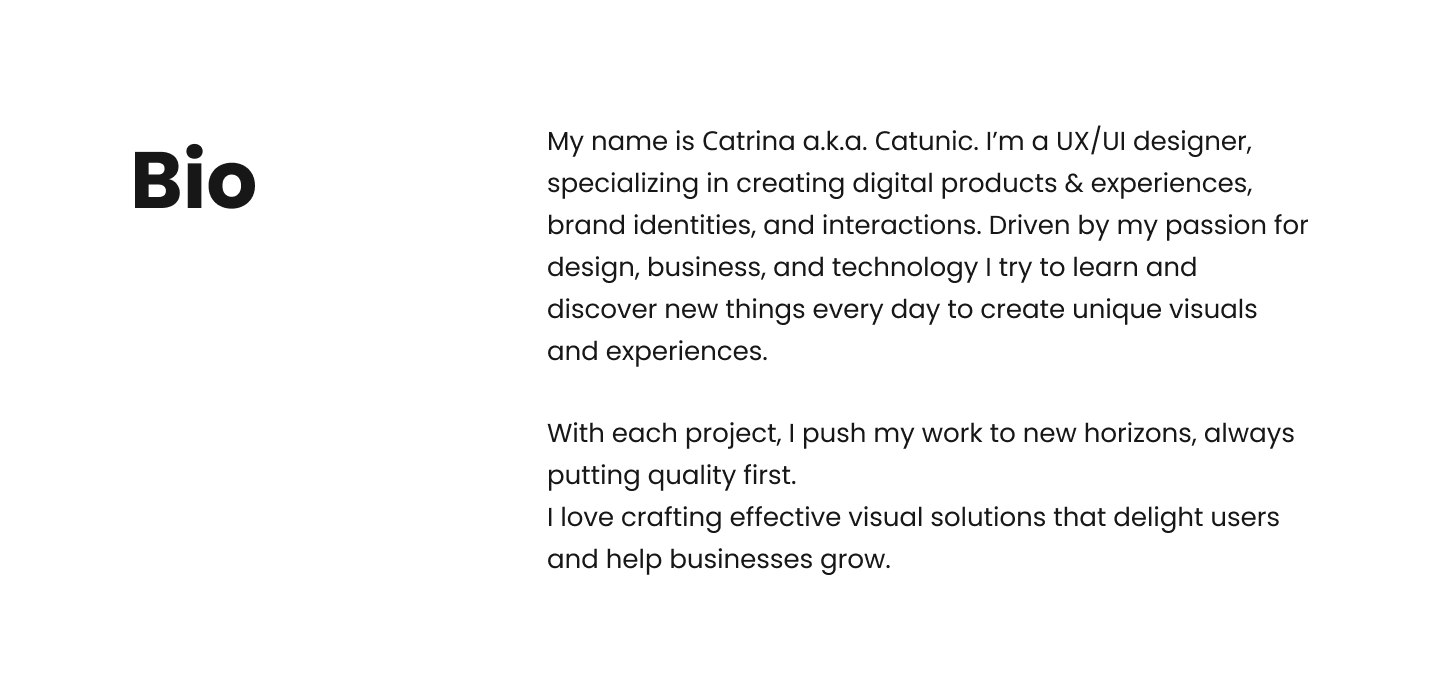 Bio
My name is Catrina a.k.a. Catunic. I’m a UX/UI designer,
specializing in creating digital products & experiences,
brand identities, and interactions. Driven by my passion for
design, business, and technology I try to learn and
discover new things every day to create unique visuals
and experiences.
With each project, I push my work to new horizons, always
putting quality first.
I love crafting effective visual solutions that delight users
and help businesses grow.